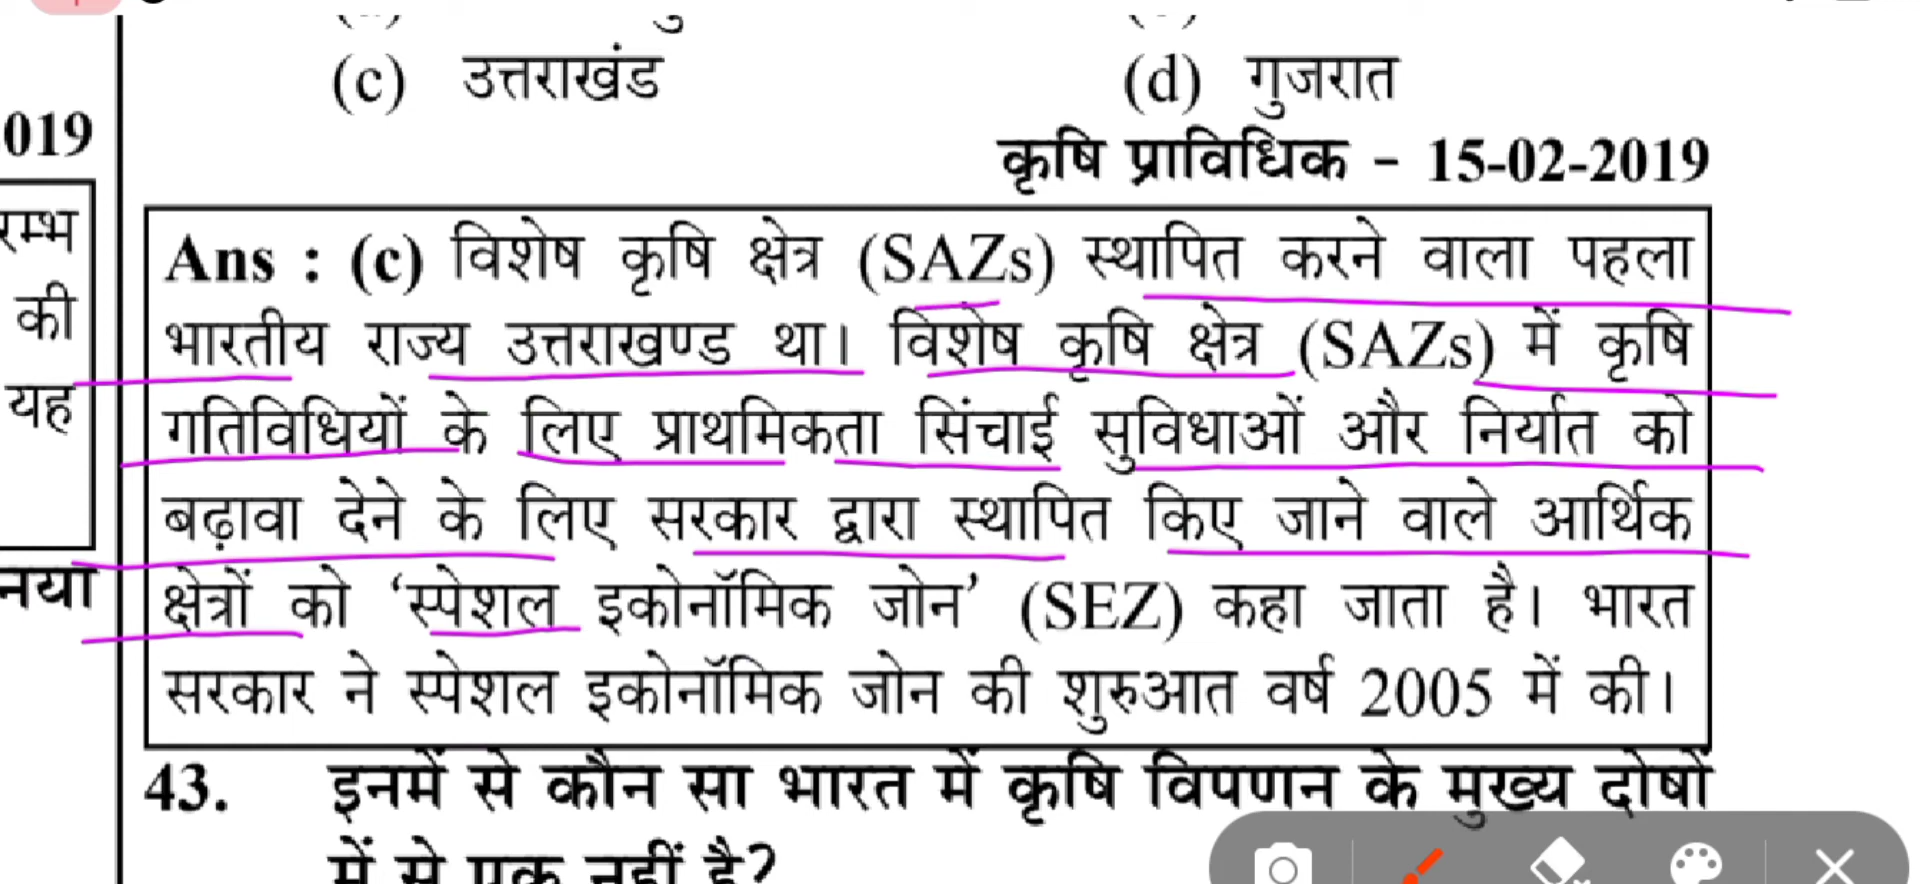 (c) उत्तराखंड (d) गुजरात
019
कृषि प्राविधिक - 15-02-2019
रम्भ
की
यह
नया
Ans : (c) विशेष कृषि क्षेत्र (SAZs) स्थापित करने वाला पहला
भारतीय राज्य उत्तराखण्ड था। विशेष कृषि क्षेत्र (SAZs) में कृषि
गतिविधियों के लिए प्राथमिकता सिंचाई सुविधाओं और निर्यात को
बढ़ावा देने के लिए सरकार द्वारा स्थापित किए जाने वाले आर्थिक
क्षेत्रों को ‘स्पेशल इकोनॉमिक जोन’ (SEZ) कहा जाता है। भारत
सरकार ने स्पेशल इकोनॉमिक जोन की शुरुआत वर्ष 2005 में की।
43. इनमें से कौन सा भारत में कृषि विपणन के मुख्य दोषों
में से एक नहीं है?